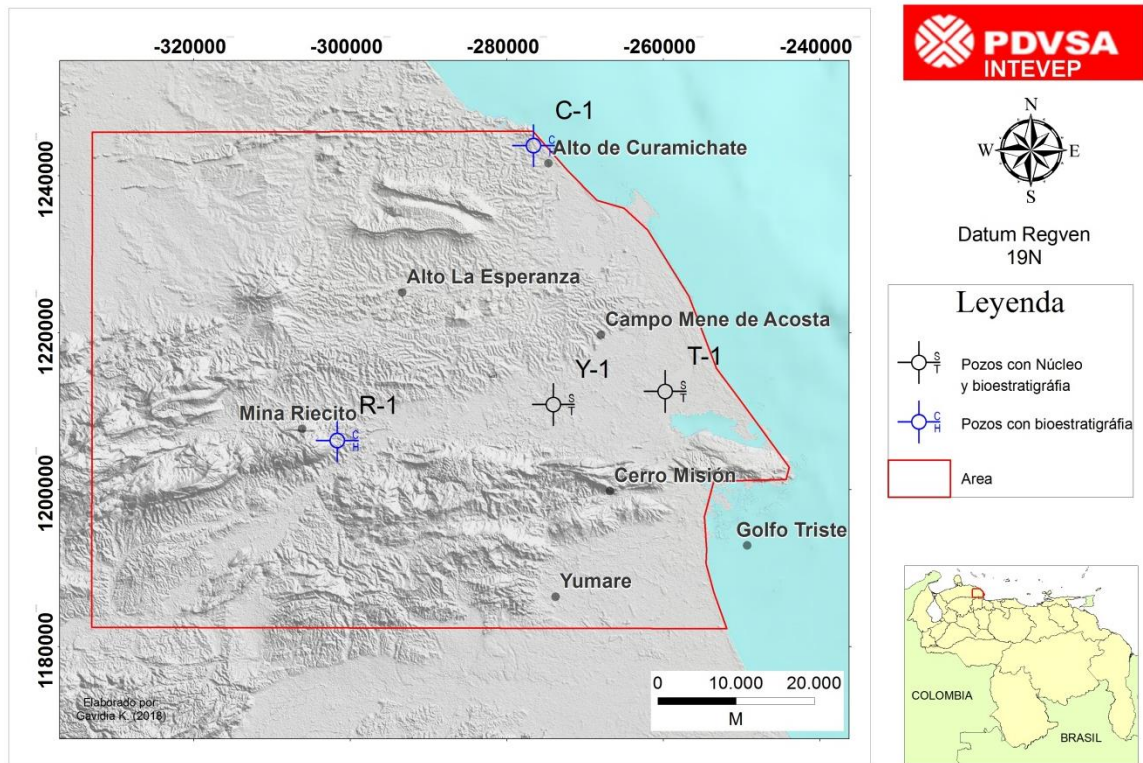 -320000 -300000 -280000 -260000 -240000
1240000
1220000
1200000
1180000
C-1
Alto de Curamichate
Alto La Esperanza
Campo Mene de Acosta
T-1
Y-1
S
T
S
T
R-1
Mina Riecito
C
H
C
Cerro Misión
Golfo Triste
Yumare
Elaborado por:
Gavidia K. (2018)
0 10.000 20.000
M
PDVSA
INTEVEP
N
W E
S
Datum Regven
19N
Leyenda
S
T
Pozos con Núcleo
y bioestratigráfia
C
H
Pozos con bioestratigráfia
Area
COLOMBIA
BRASIL